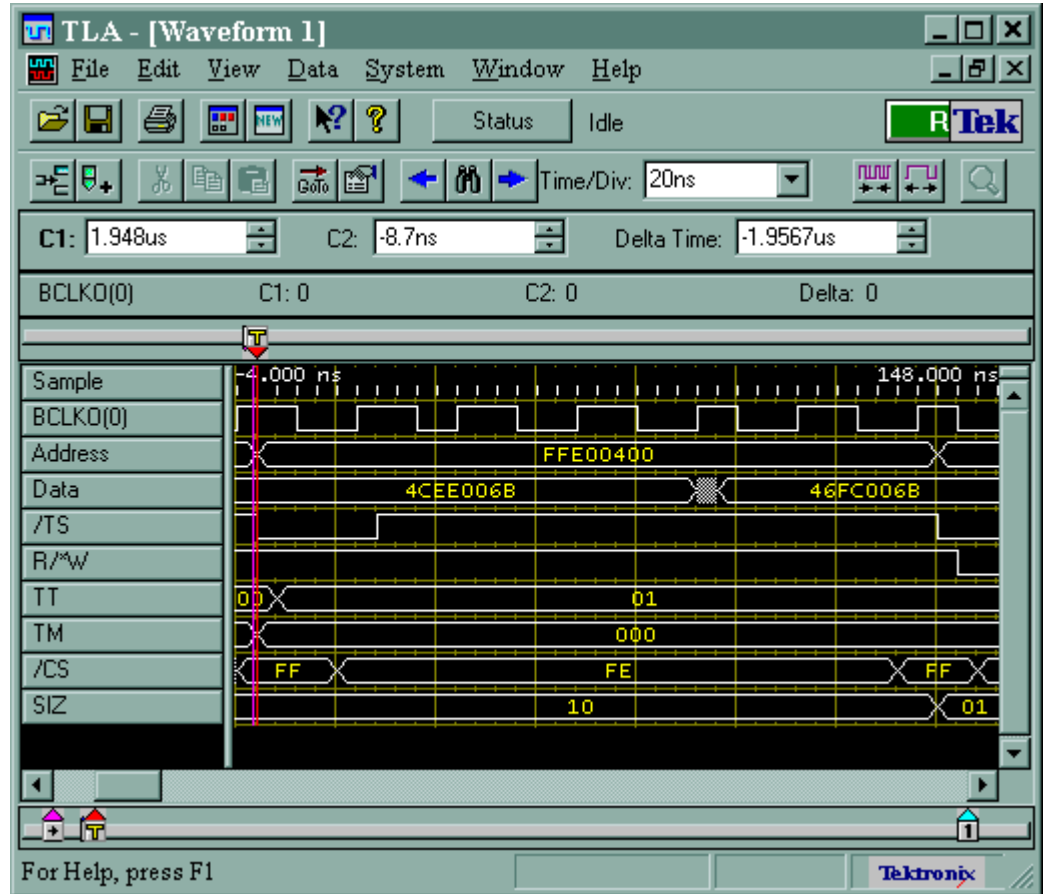 TLA - [Waveform 1]
File Edit View Data System Window Help
NEW Status Idle R Tek
GoTo Time/Div: 20ns
C1: 1.948us C2: -8.7ns Delta Time: -1.9567us
BCLKO(0) C1: 0 C2: 0 Delta: 0
T
Sample -4.000 ns 148.000 ns
BCLKO(0)
Address FFE00400
Data 4CEE006B 46FC006B
/TS
R/*W
TT 00 01
TM 000
/CS FF FE FF
SIZ 10 01
T 1
For Help, press F1 Tektronix